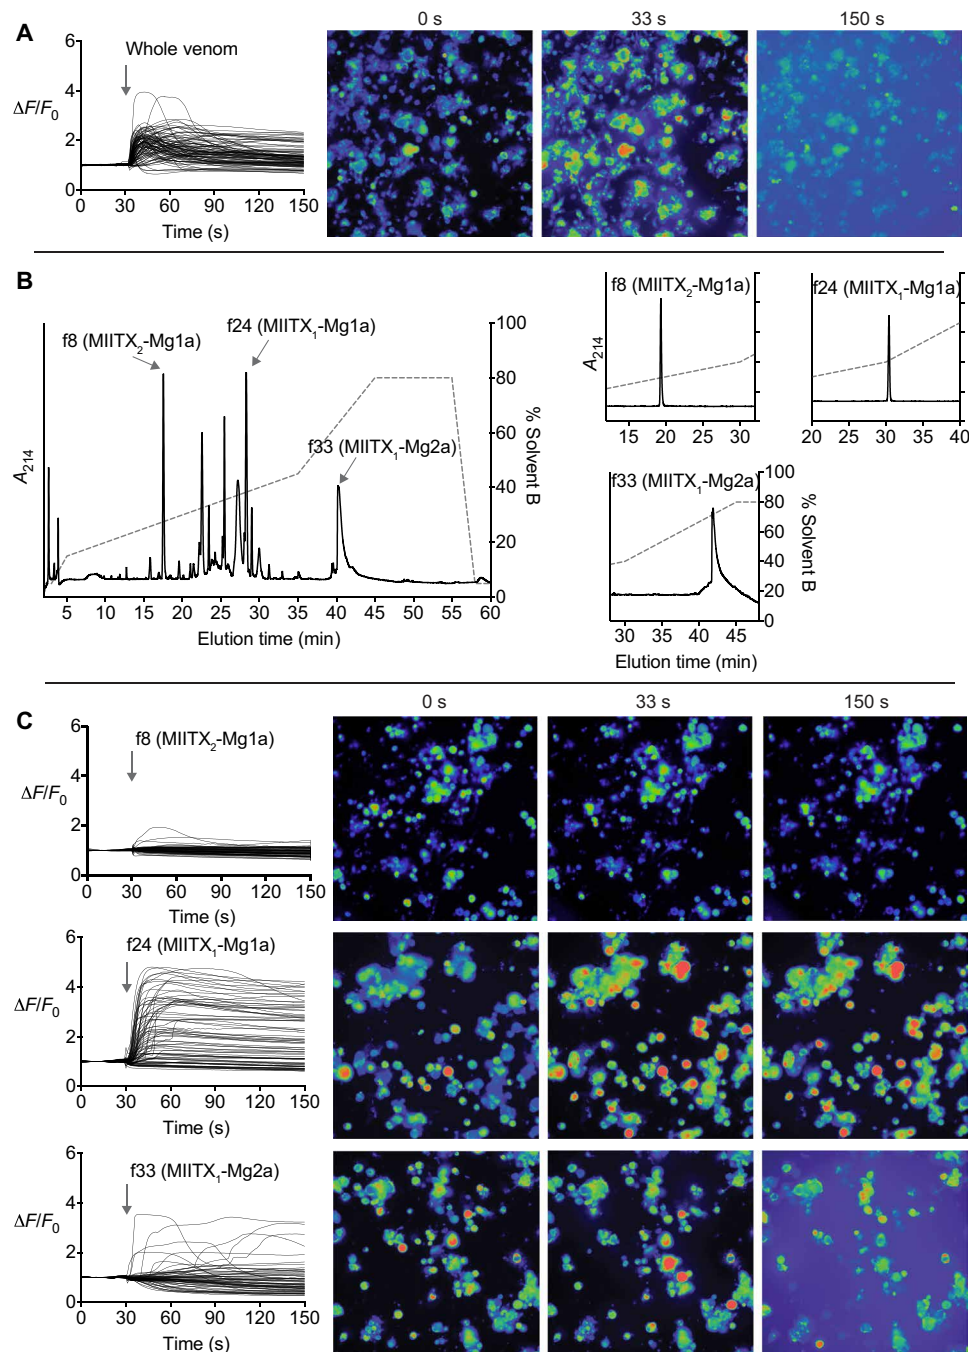 A
Whole venom
ΔF/F0
6
4
2
0
0 30 60 90 120 150
Time (s)
0 s
33 s
150 s
B
f8 (MIITX2-Mg1a)
f24 (MIITX1-Mg1a)
f33 (MIITX1-Mg2a)
A214
100
80
60
40
20
0
% Solvent B
5 10 15 20 25 30 35 40 45 50 55 60
Elution time (min)
f8 (MIITX2-Mg1a)
A214
15 20 25 30
f24 (MIITX1-Mg1a)
20 25 30 35 40
f33 (MIITX1-Mg2a)
100
80
60
40
20
0
% Solvent B
30 35 40 45
Elution time (min)
C
0 s
33 s
150 s
f8 (MIITX2-Mg1a)
ΔF/F0
6
4
2
0
0 30 60 90 120 150
Time (s)
f24 (MIITX1-Mg1a)
ΔF/F0
6
4
2
0
0 30 60 90 120 150
Time (s)
f33 (MIITX1-Mg2a)
ΔF/F0
6
4
2
0
0 30 60 90 120 150
Time (s)